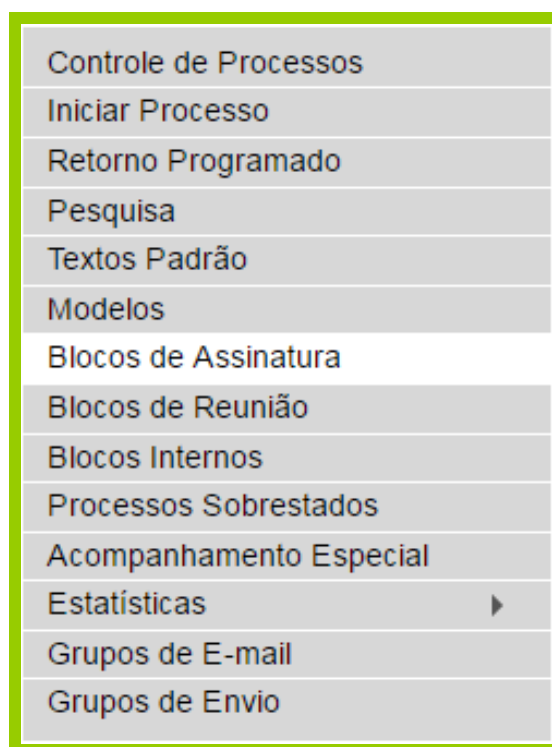 Controle de Processos
Iniciar Processo
Retorno Programado
Pesquisa
Textos Padrão
Modelos
Blocos de Assinatura
Blocos de Reunião
Blocos Internos
Processos Sobrestados
Acompanhamento Especial
Estatísticas
Grupos de E-mail
Grupos de Envio